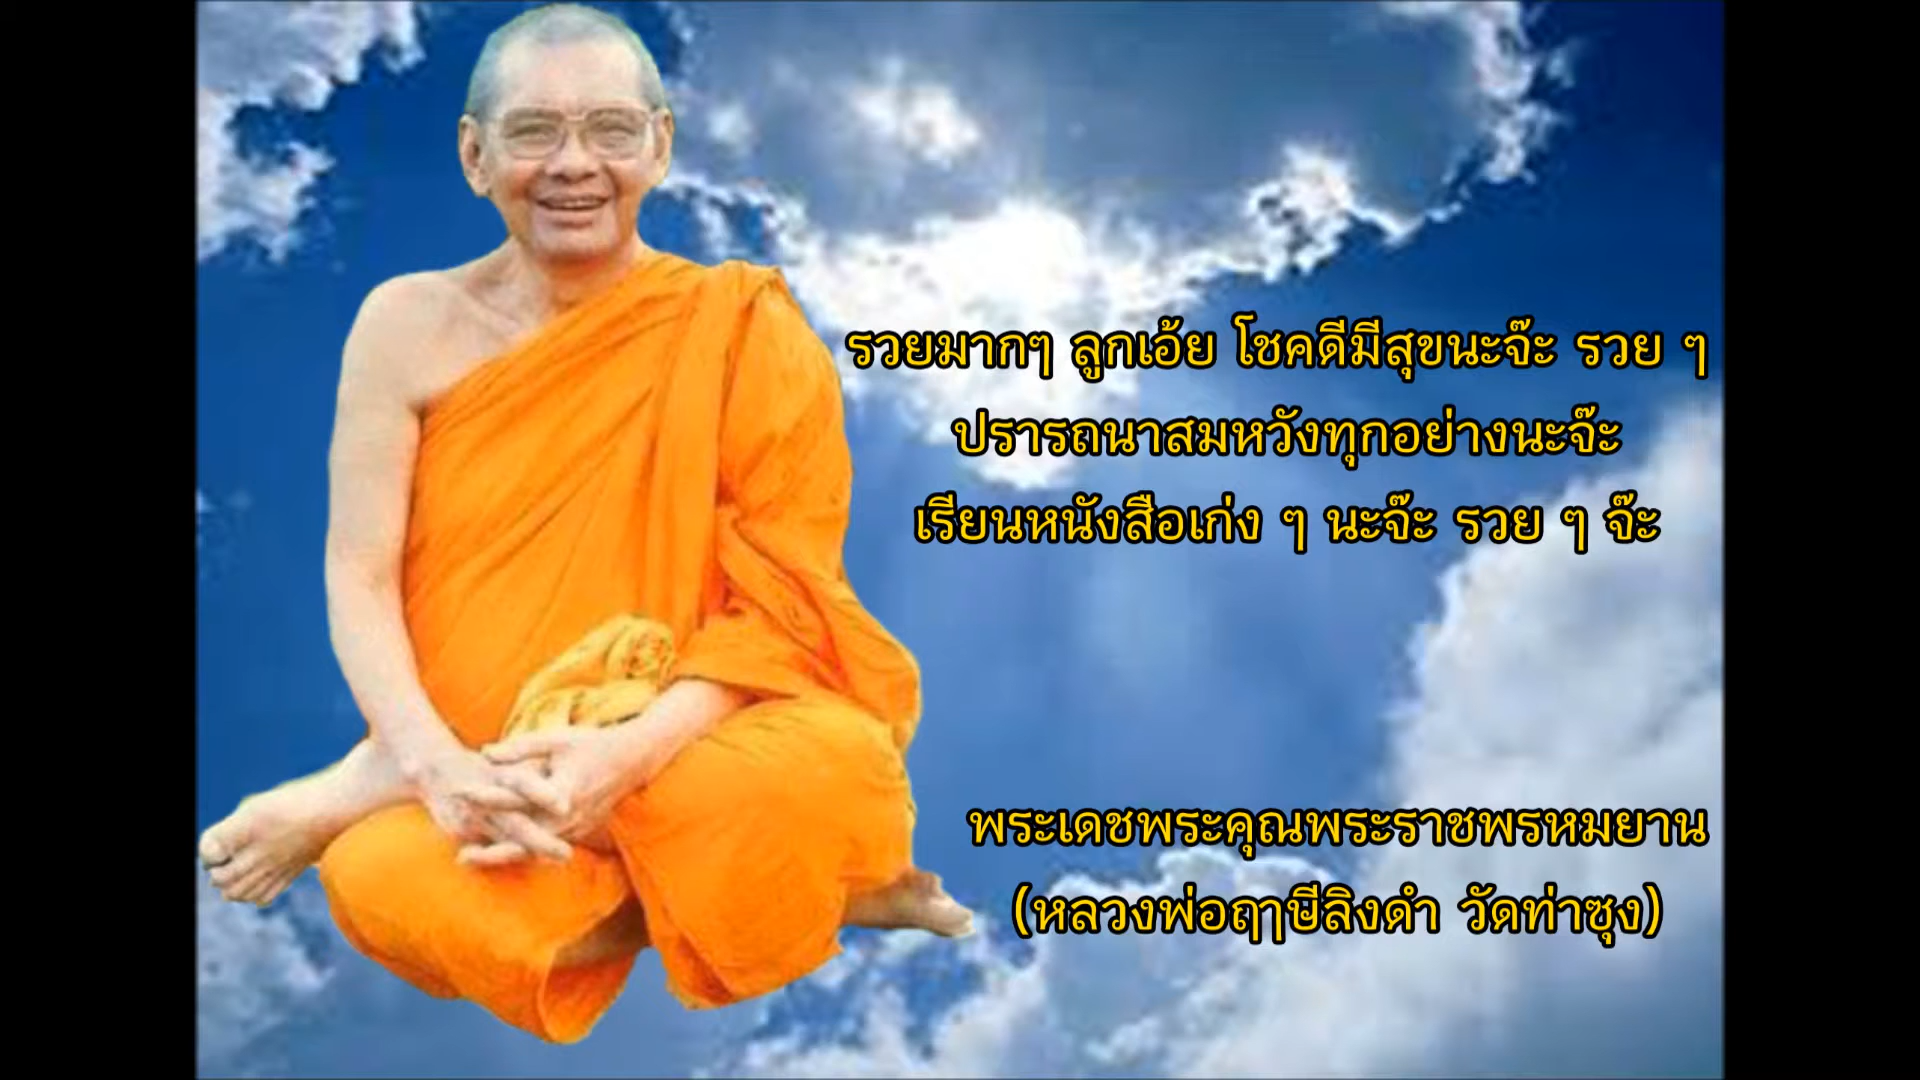 รวยมากๆ ลูกเอ้ย โชคดีมีสุขนะจ๊ะ รวย ๆ
ปรารถนาสมหวังทุกอย่างนะจ๊ะ
เรียนหนังสือเก่ง ๆ นะจ๊ะ รวย ๆ จ๊ะ
พระเดชพระคุณพระราชพรหมยาน
(หลวงพ่อฤๅษีลิงดำ วัดท่าซุง)